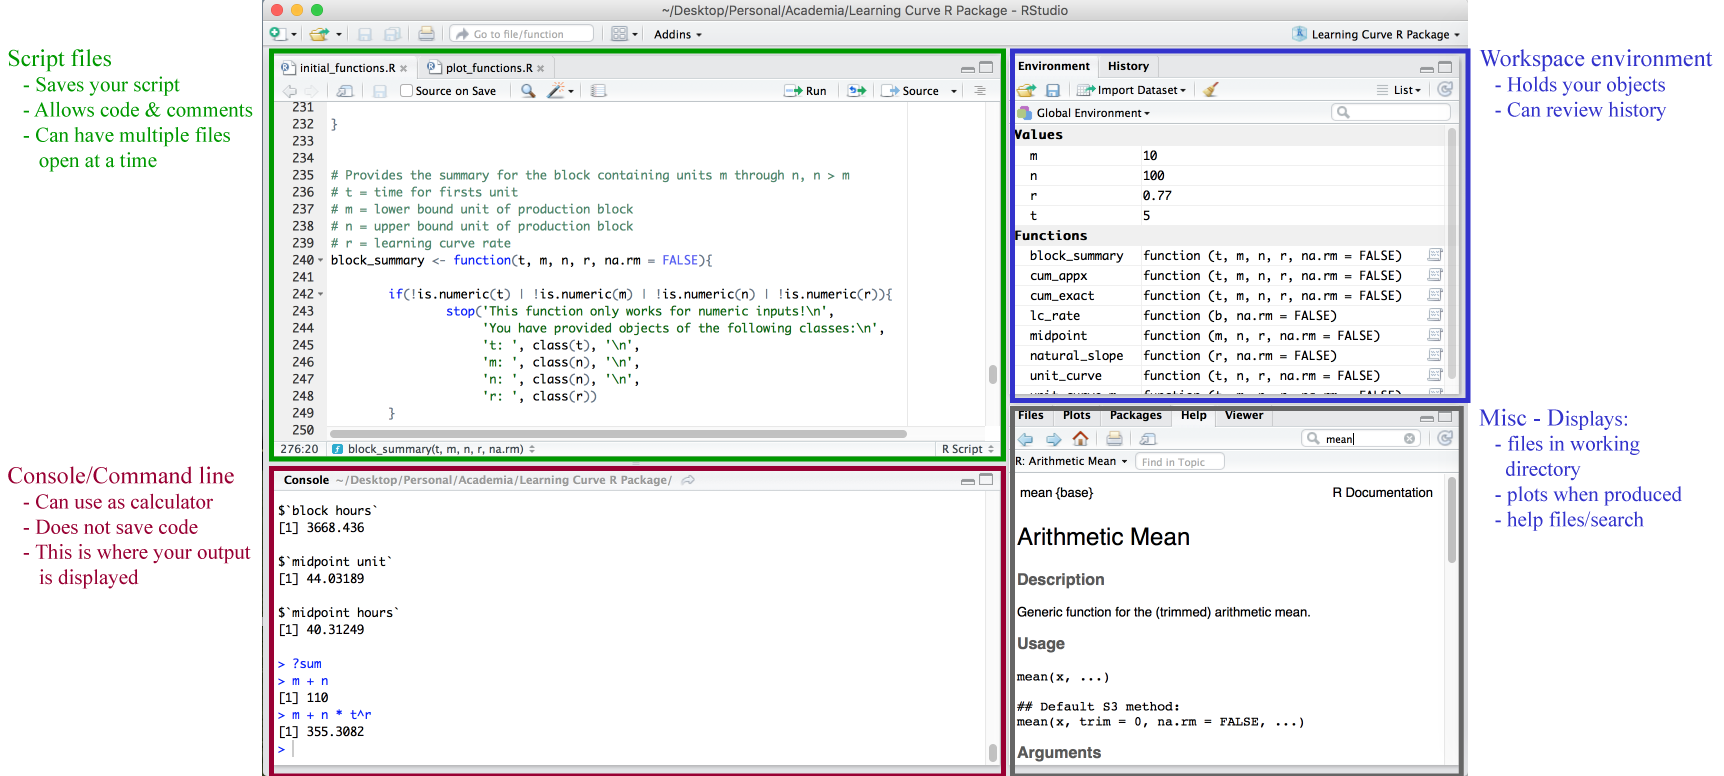 ~/Desktop/Personal/Academia/Learning Curve R Package - RStudio
Go to file/function
Addins
Learning Curve R Package
Script files
- Saves your script
- Allows code & comments
- Can have multiple files
open at a time
initial_functions.R
plot_functions.R
Source on Save
Run
Source
231
232 }
233
234
235 # Provides the summary for the block containing units m through n, n > m
236 # t = time for firsts unit
237 # m = lower bound unit of production block
238 # n = upper bound unit of production block
239 # r = learning curve rate
240 block_summary <- function(t, m, n, r, na.rm = FALSE){
241
242 if(!is.numeric(t) | !is.numeric(m) | !is.numeric(n) | !is.numeric(r)){
243 stop('This function only works for numeric inputs!\n',
244 'You have provided objects of the following classes:\n',
245 't: ', class(t), '\n',
246 'm: ', class(n), '\n',
247 'n: ', class(n), '\n',
248 'r: ', class(r))
249 }
250
276:20 block_summary(t, m, n, r, na.rm)
R Script
Workspace environment
- Holds your objects
- Can review history
Environment History
Import Dataset
List
Global Environment
Values
m 10
n 100
r 0.77
t 5
Functions
block_summary function (t, m, n, r, na.rm = FALSE)
cum_appx function (t, m, n, r, na.rm = FALSE)
cum_exact function (t, m, n, r, na.rm = FALSE)
lc_rate function (b, na.rm = FALSE)
midpoint function (m, n, r, na.rm = FALSE)
natural_slope function (r, na.rm = FALSE)
unit_curve function (t, n, r, na.rm = FALSE)
Console/Command line
- Can use as calculator
- Does not save code
- This is where your output
is displayed
Console ~/Desktop/Personal/Academia/Learning Curve R Package/
$`block hours`
[1] 3668.436
$`midpoint unit`
[1] 44.03189
$`midpoint hours`
[1] 40.31249
> ?sum
> m + n
[1] 110
> m + n * t^r
[1] 355.3082
>
Misc - Displays:
- files in working
directory
- plots when produced
- help files/search
Files Plots Packages Help Viewer
mean
R: Arithmetic Mean
Find in Topic
mean {base}
R Documentation
Arithmetic Mean
Description
Generic function for the (trimmed) arithmetic mean.
Usage
mean(x, ...)
## Default S3 method:
mean(x, trim = 0, na.rm = FALSE, ...)
Arguments